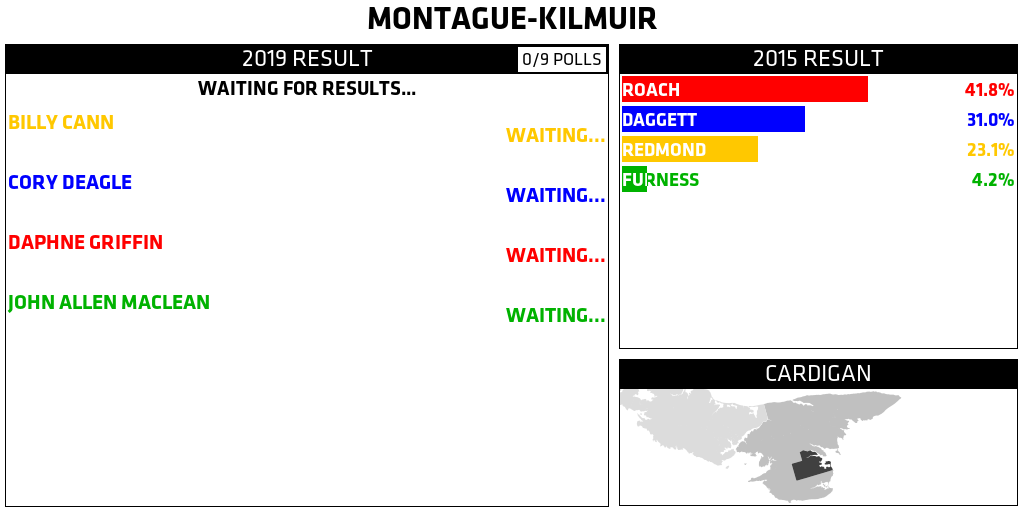 MONTAGUE-KILMUIR
2019 RESULT
0/9 POLLS
WAITING FOR RESULTS...
BILLY CANN
WAITING...
CORY DEAGLE
WAITING...
DAPHNE GRIFFIN
WAITING...
JOHN ALLEN MACLEAN
WAITING...
2015 RESULT
ROACH 41.8%
DAGGETT 31.0%
REDMOND 23.1%
FURNESS 4.2%
CARDIGAN